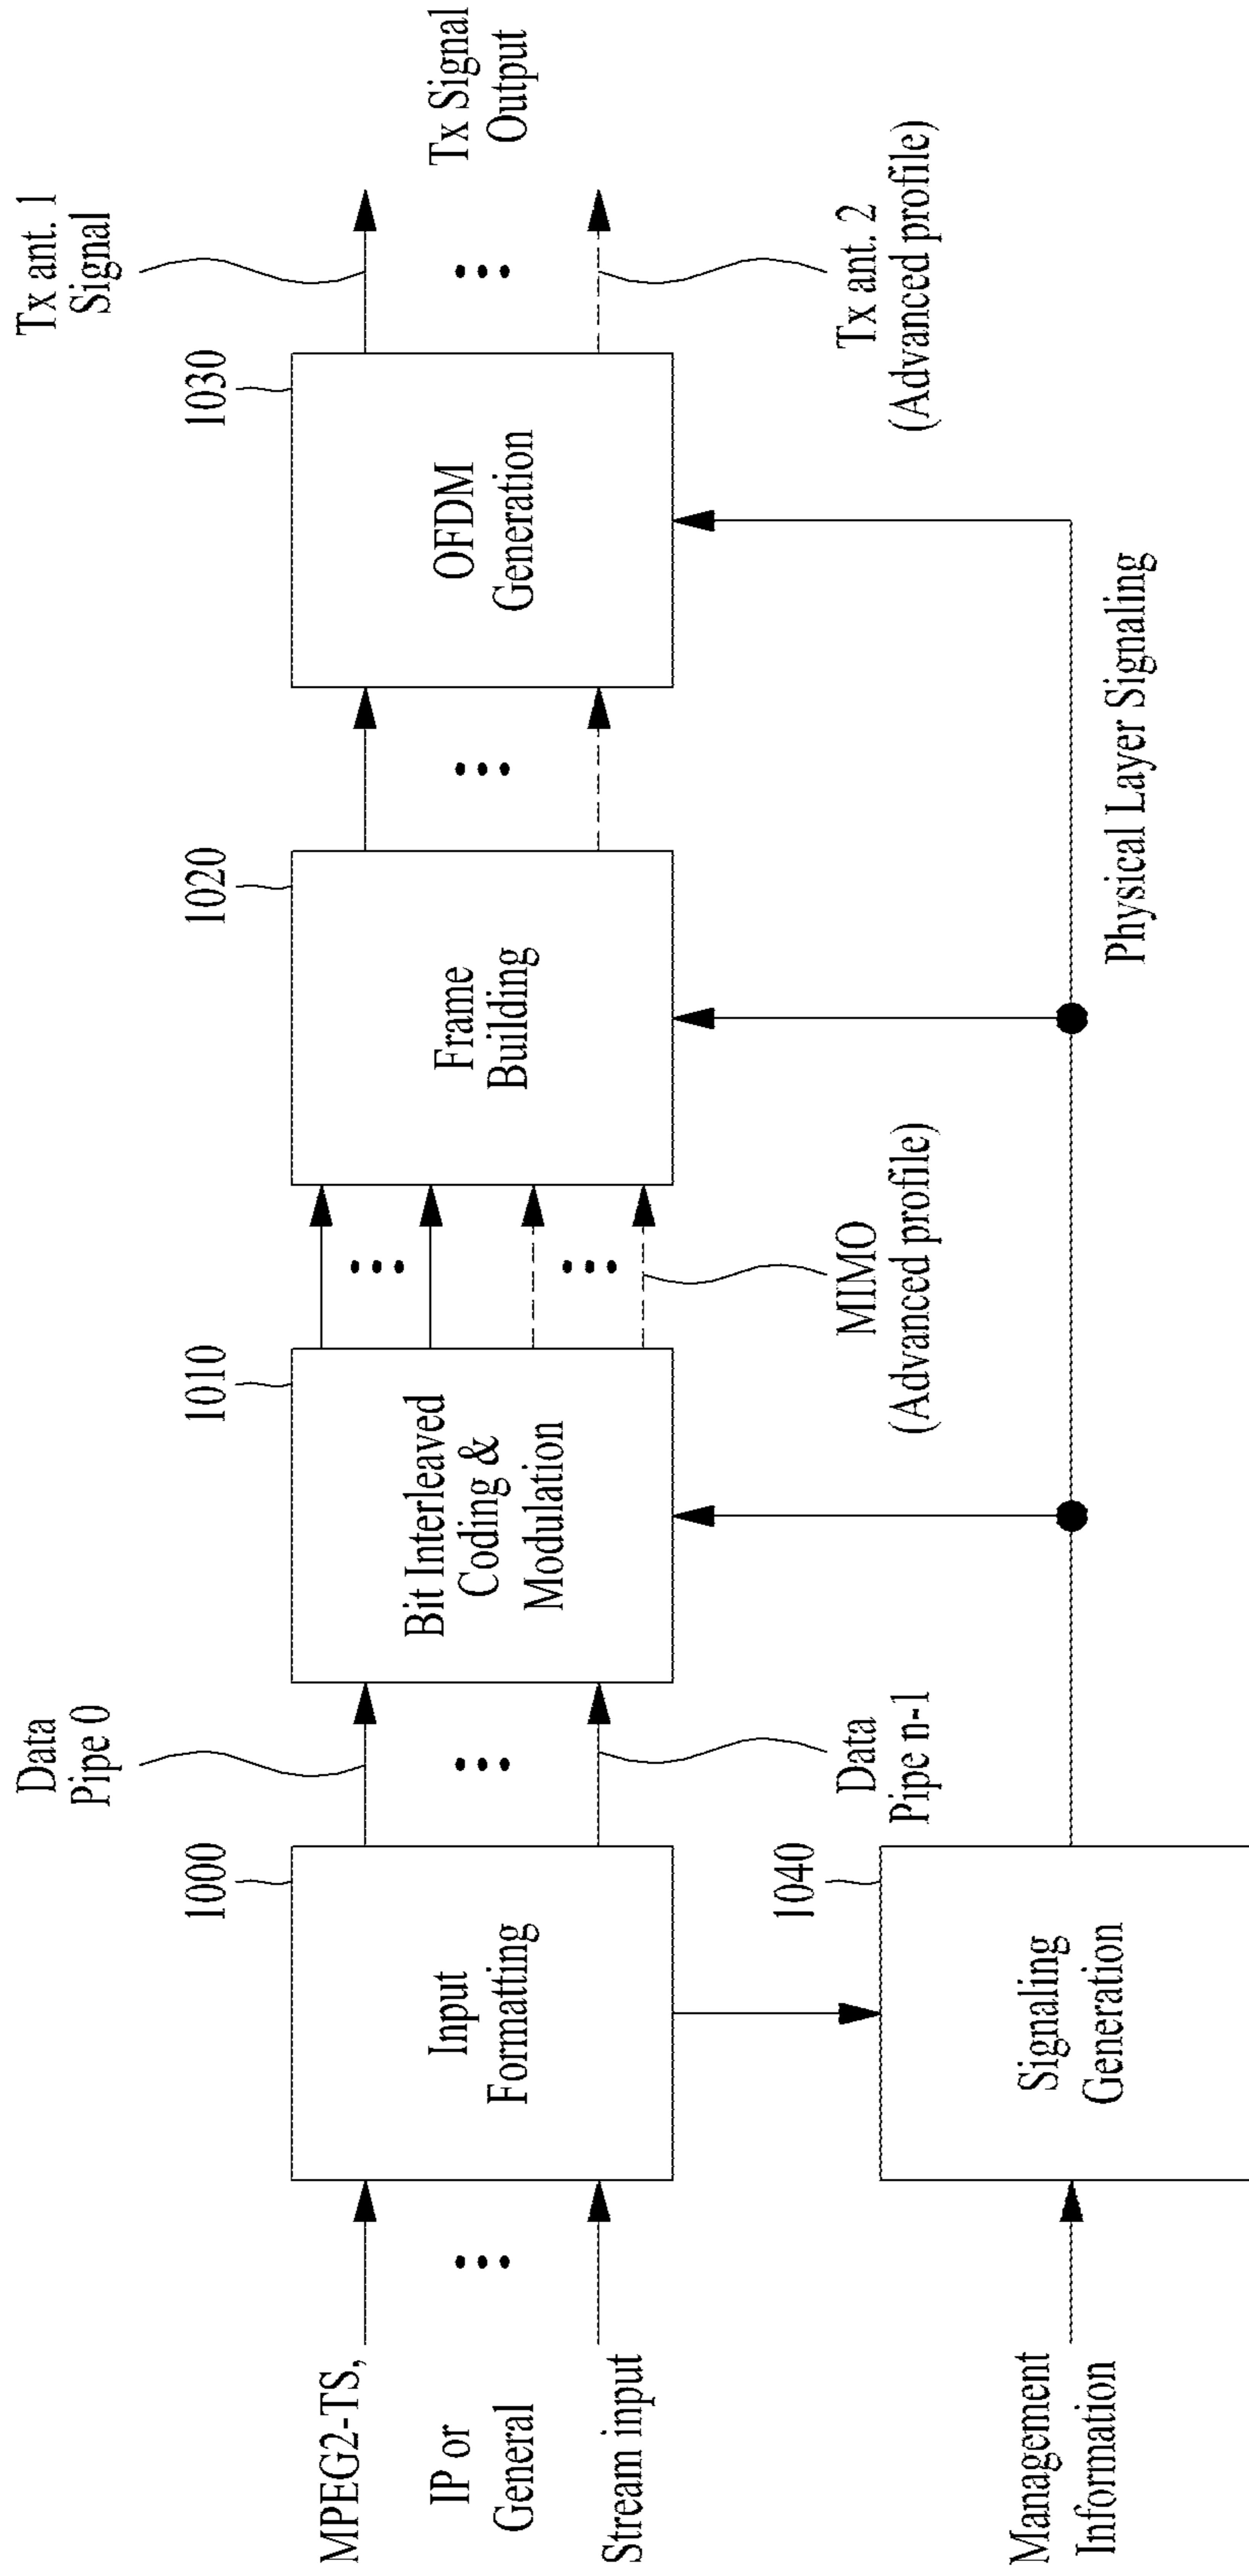 MPEG2-TS,
IP or
General
Stream input
Management
Information
1000
Input
Formatting
1040
Signaling
Generation
Data
Pipe 0
Data
Pipe n-1
1010
Bit Interleaved
Coding &
Modulation
MIMO
(Advanced profile)
1020
Frame
Building
1030
OFDM
Generation
Physical Layer Signaling
Tx ant. 1
Signal
Tx Signal
Output
Tx ant. 2
(Advanced profile)